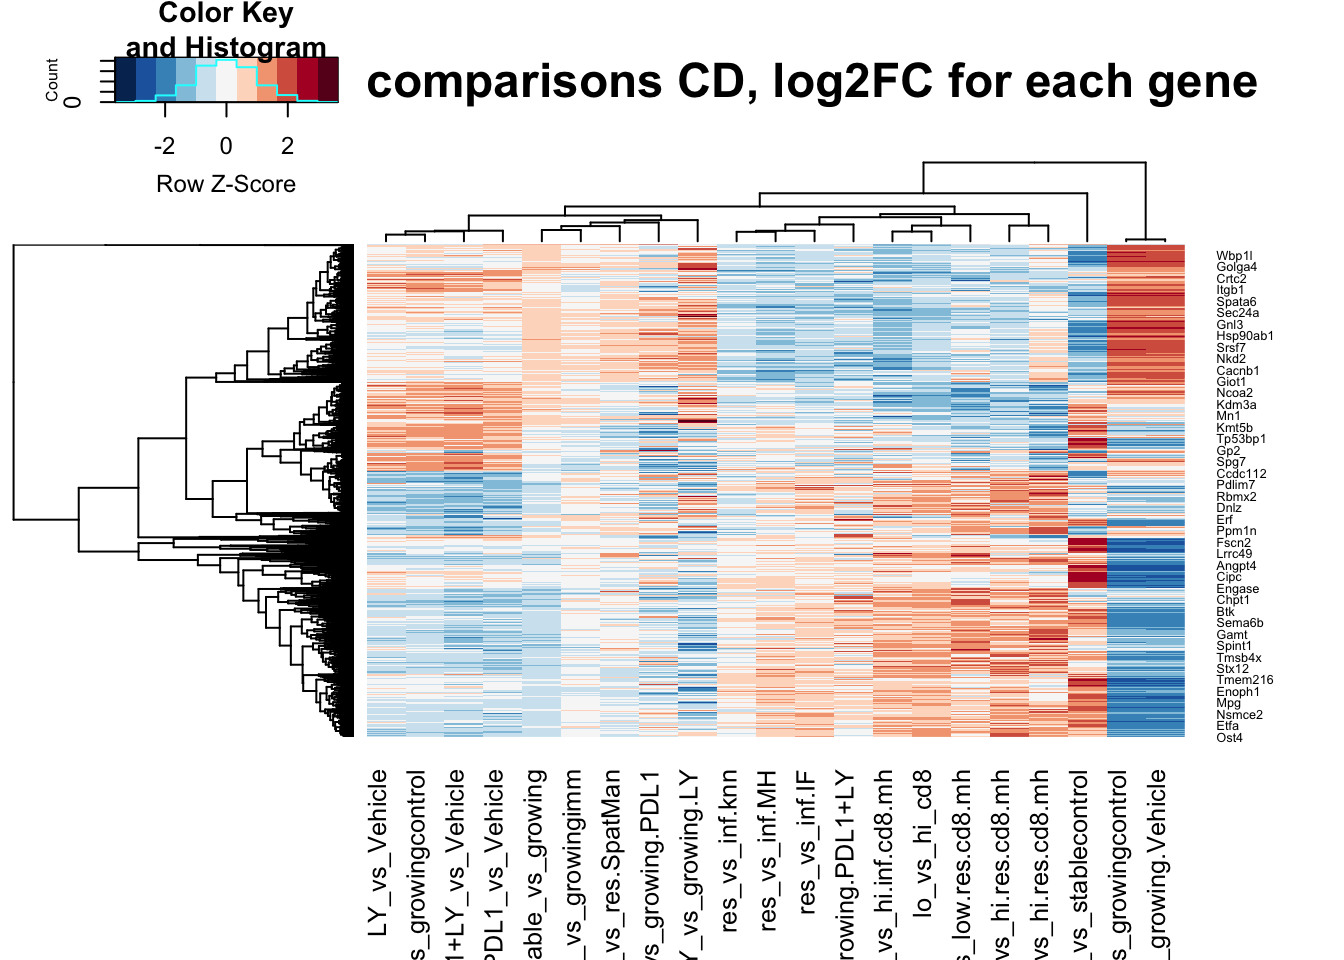 Color Key
and Histogram
Count
0
-2 0 2
Row Z-Score
comparisons CD, log2FC for each gene
Wbp1l
Golga4
Crtc2
Itgb1
Spata6
Sec24a
Gnl3
Hsp90ab1
Srsf7
Nkd2
Cacnb1
Giot1
Ncoa2
Kdm3a
Mn1
Kmt5b
Tp53bp1
Gp2
Spg7
Ccdc112
Pdlim7
Rbmx2
Dnlz
Erf
Ppm1n
Fscn2
Lrrc49
Angpt4
Cipc
Engase
Chpt1
Btk
Sema6b
Gamt
Spint1
Tmsb4x
Stx12
Tmem216
Enoph1
Mpg
Nsmce2
Etfa
Ost4
LY_vs_Vehicle
s_growingcontrol
1+LY_vs_Vehicle
PDL1_vs_Vehicle
able_vs_growing
_vs_growingimm
_vs_res.SpatMan
vs_growing.PDL1
Y_vs_growing.LY
res_vs_inf.knn
res_vs_inf.MH
res_vs_inf.IF
rowing.PDL1+LY
_vs_hi.inf.cd8.mh
lo_vs_hi_cd8
s_low.res.cd8.mh
vs_hi.res.cd8.mh
vs_hi.res.cd8.mh
_vs_stablecontrol
s_growingcontrol
_growing.Vehicle